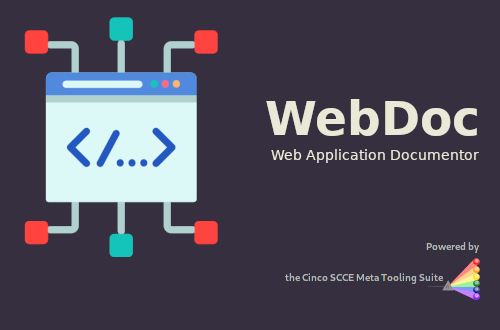 </....>
WebDoc
Web Application Documentor
Powered by
the Cinco SCCE Meta Tooling Suite